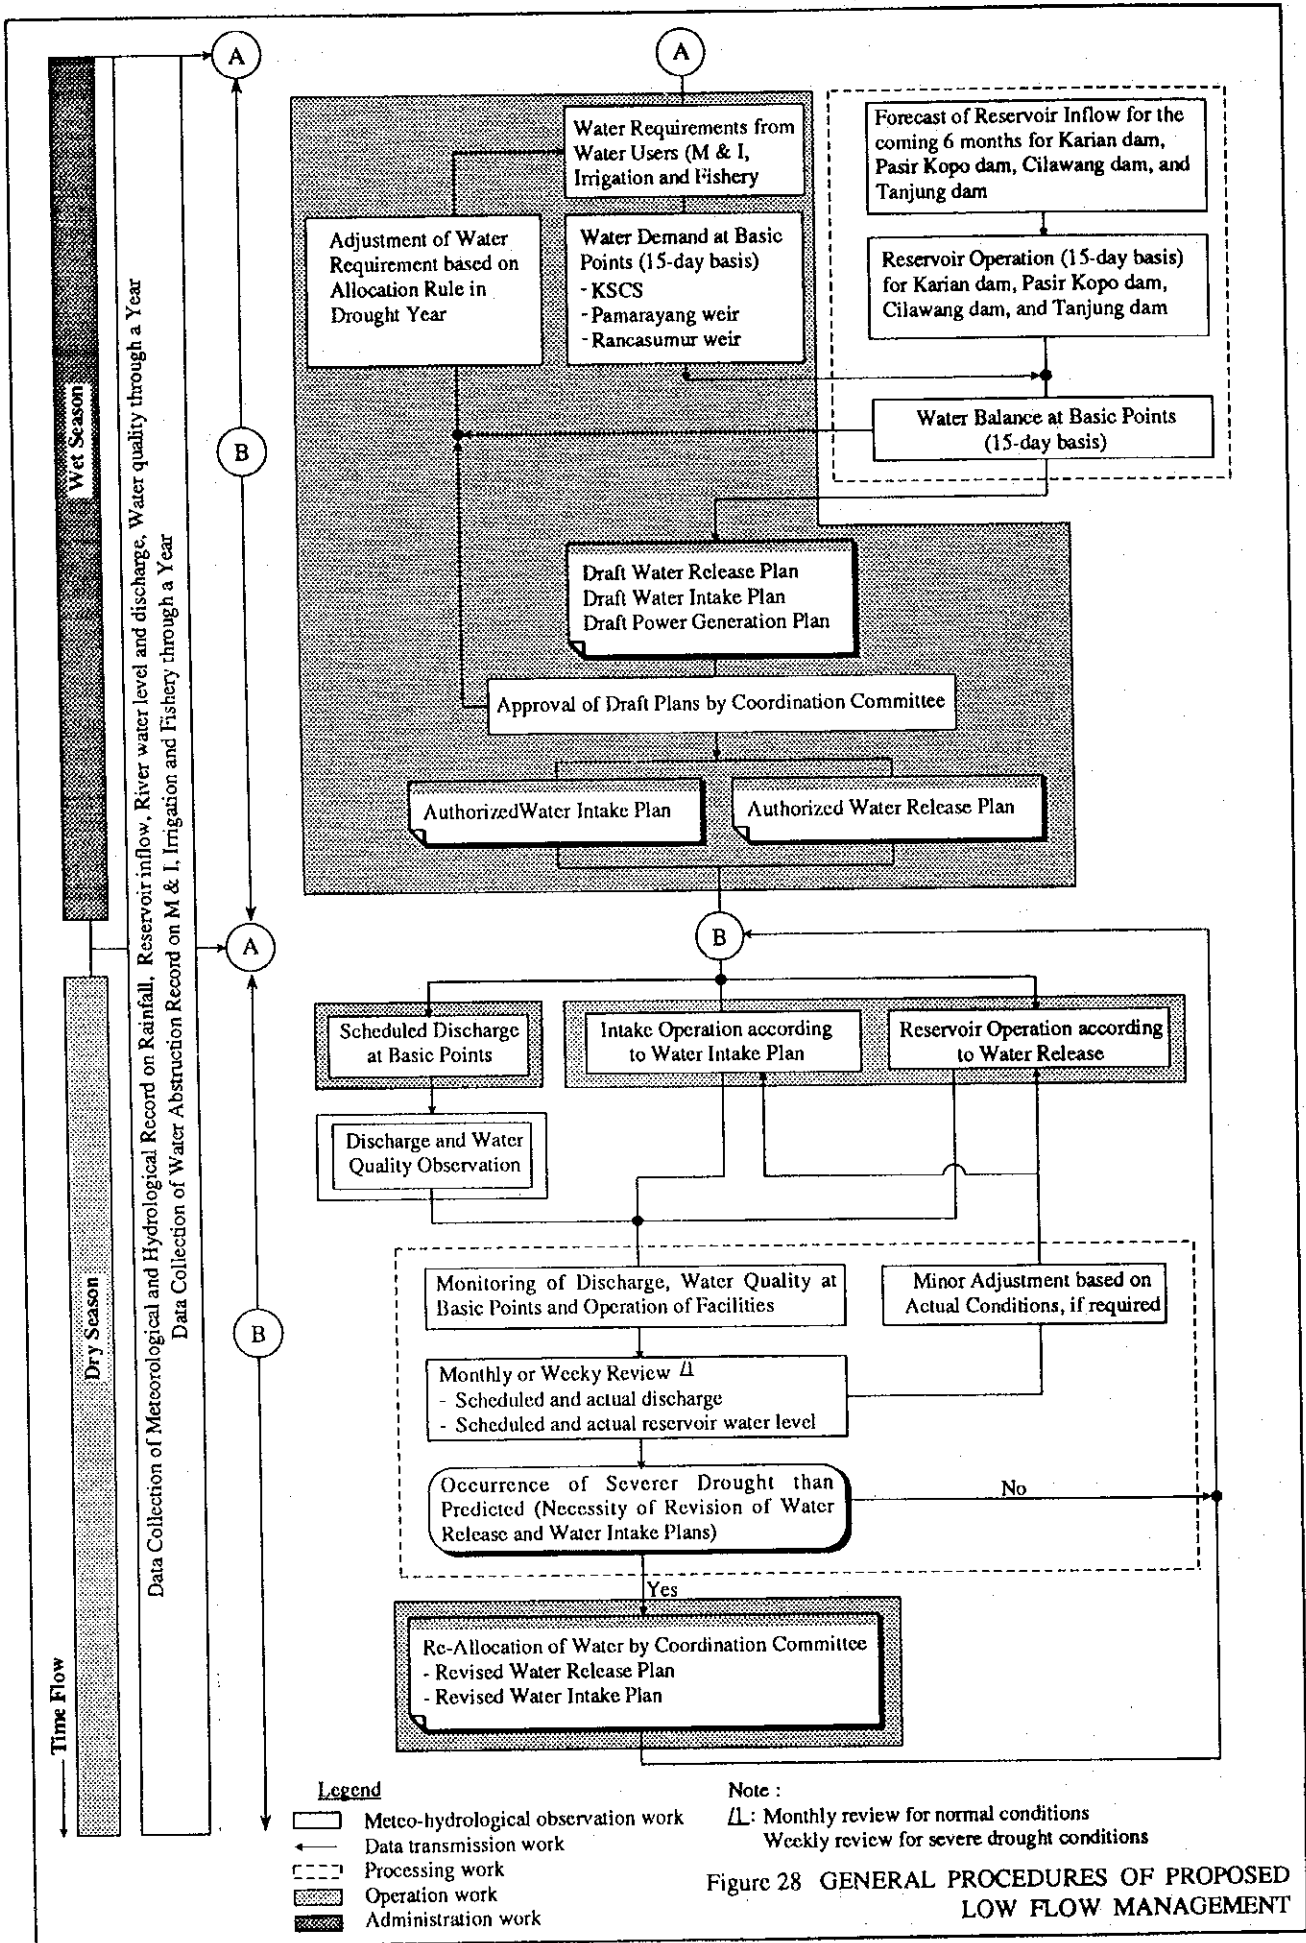 A
A
Wet Season
Data Collection of Meteorological and Hydrological Record on Rainfall, Reservoir inflow, River water level and discharge, Water quality through a Year
Data Collection of Water Abstruction Record on M & I, Irrigation and Fishery through a Year
B
Water Requirements from
Water Users (M & I,
Irrigation and Fishery
Forecast of Reservoir Inflow for the
coming 6 months for Karian dam,
Pasir Kopo dam, Cilawang dam, and
Tanjung dam
Adjustment of Water
Requirement based on
Allocation Rule in
Drought Year
Water Demand at Basic
Points (15-day basis)
- KSCS
- Pamarayang weir
- Rancasumur weir
Reservoir Operation (15-day basis)
for Karian dam, Pasir Kopo dam,
Cilawang dam, and Tanjung dam
Water Balance at Basic Points
(15-day basis)
Draft Water Release Plan
Draft Water Intake Plan
Draft Power Generation Plan
Approval of Draft Plans by Coordination Committee
Authorized Water Intake Plan
Authorized Water Release Plan
A
B
Dry Season
B
Time Flow
Scheduled Discharge
at Basic Points
Intake Operation according
to Water Intake Plan
Reservoir Operation according
to Water Release
Discharge and Water
Quality Observation
Monitoring of Discharge, Water Quality at
Basic Points and Operation of Facilities
Minor Adjustment based on
Actual Conditions, if required
Monthly or Weeky Review /1
- Scheduled and actual discharge
- Scheduled and actual reservoir water level
Occurrence of Severer Drought than
Predicted (Necessity of Revision of Water
Release and Water Intake Plans)
No
Yes
Re-Allocation of Water by Coordination Committee
- Revised Water Release Plan
- Revised Water Intake Plan
Legend
Meteo-hydrological observation work
Data transmission work
Processing work
Operation work
Administration work
Note :
/1: Monthly review for normal conditions
Weekly review for severe drought conditions
Figure 28 GENERAL PROCEDURES OF PROPOSED
LOW FLOW MANAGEMENT